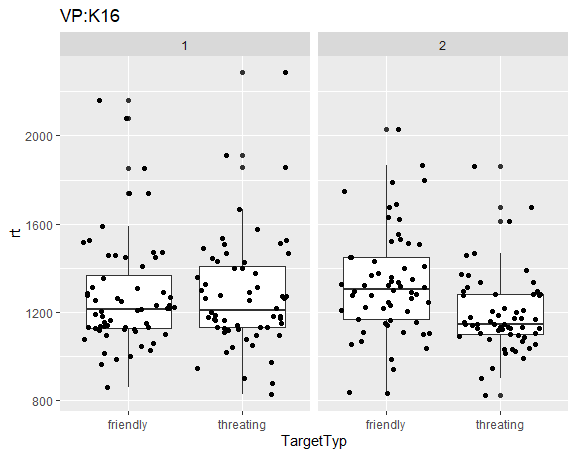 VP:K16
1 2
rt
2000
1600
1200
800
friendly threating friendly threating
TargetTyp